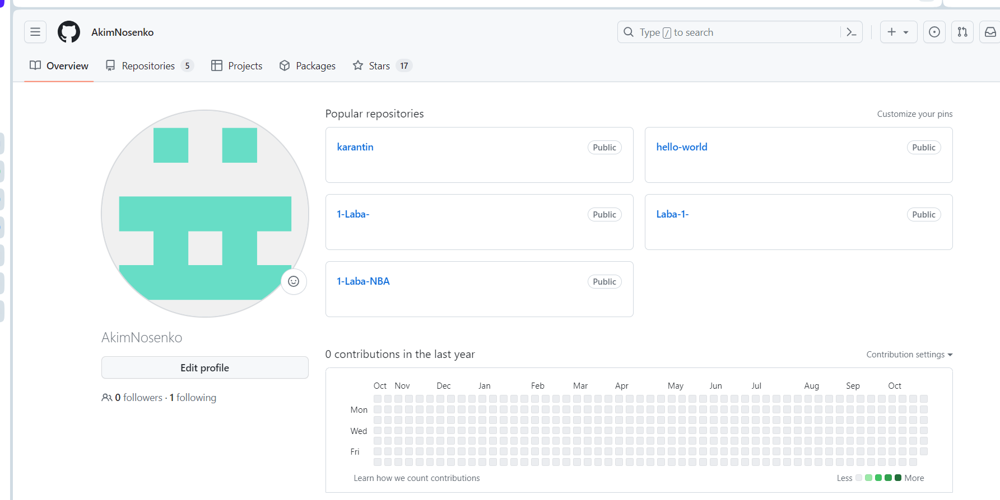 AkimNosenko
Type / to search
Overview
Repositories 5
Projects
Packages
Stars 17
Popular repositories
Customize your pins
karantin Public
hello-world Public
1-Laba- Public
Laba-1- Public
1-Laba-NBA Public
AkimNosenko
Edit profile
0 followers · 1 following
0 contributions in the last year
Contribution settings
Oct Nov Dec Jan Feb Mar Apr May Jun Jul Aug Sep Oct
Mon
Wed
Fri
Learn how we count contributions
Less More